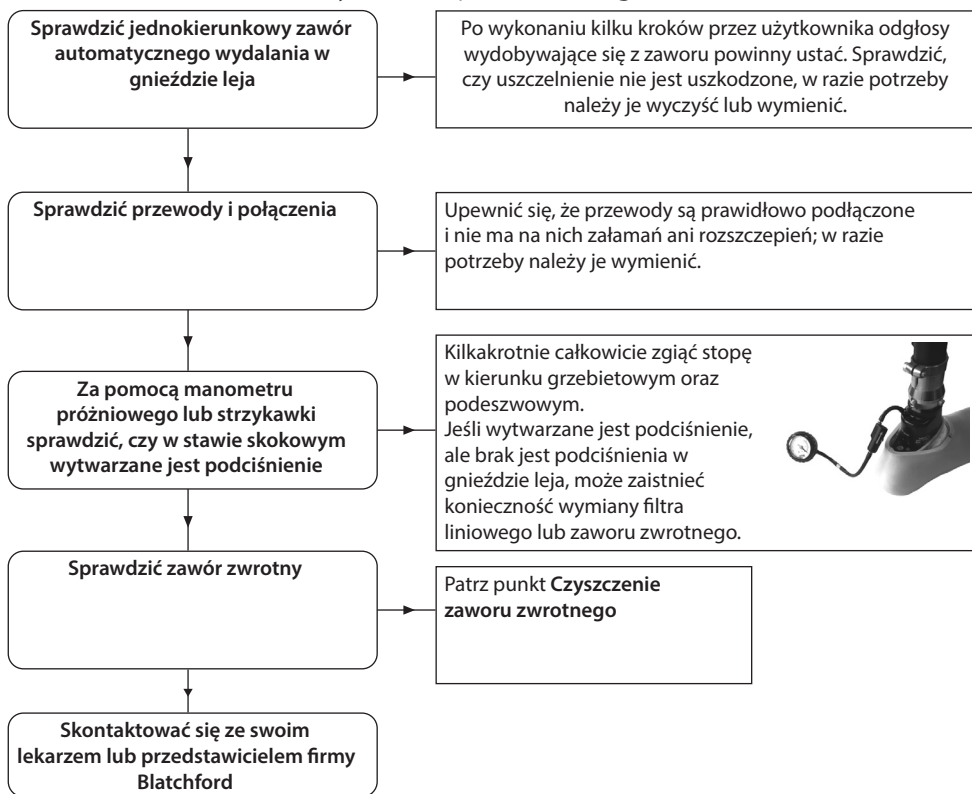 Sprawdzić jednokierunkowy zawór
automatycznego wydalania w
gnieździe leja
Po wykonaniu kilku kroków przez użytkownika odgłosy
wydobywające się z zaworu powinny ustać. Sprawdzić,
czy uszczelnienie nie jest uszkodzone, w razie potrzeby
należy je wyczyść lub wymienić.
Sprawdzić przewody i połączenia
Upewnić się, że przewody są prawidłowo podłączone
i nie ma na nich załamań ani rozszczepień; w razie
potrzeby należy je wymienić.
Za pomocą manometru
próżniowego lub strzykawki
sprawdzić, czy w stawie skokowym
wytwarzane jest podciśnienie
Kilkakrotnie całkowicie zgiąć stopę
w kierunku grzebietowym oraz
podeszwowym.
Jeśli wytwarzane jest podciśnienie,
ale brak jest podciśnienia w
gnieździe leja, może zaistnieć
konieczność wymiany filtra
liniowego lub zaworu zwrotnego.
Sprawdzić zawór zwrotny
Patrz punkt Czyszczenie
zaworu zwrotnego
Skontaktować się ze swoim
lekarzem lub przedstawicielem firmy
Blatchford